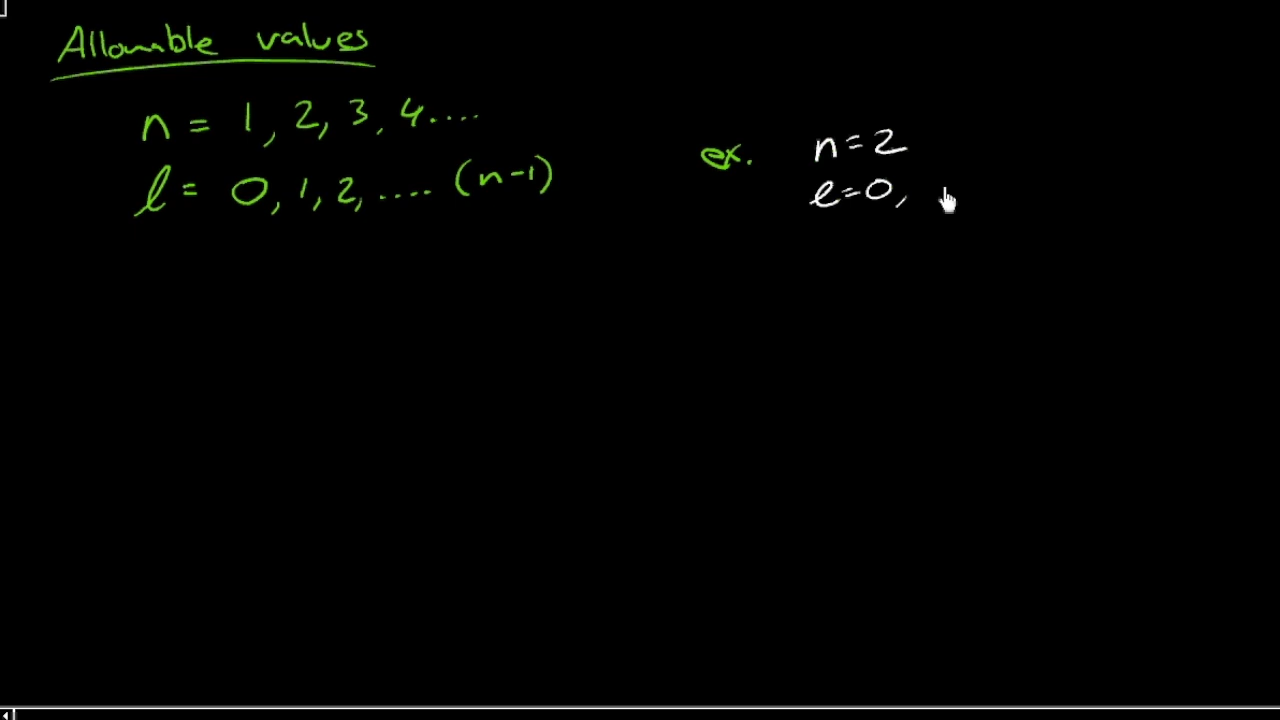 Allowable values
n = 1, 2, 3, 4....
l = 0, 1, 2, .... (n-1)
ex. n=2
l=0,